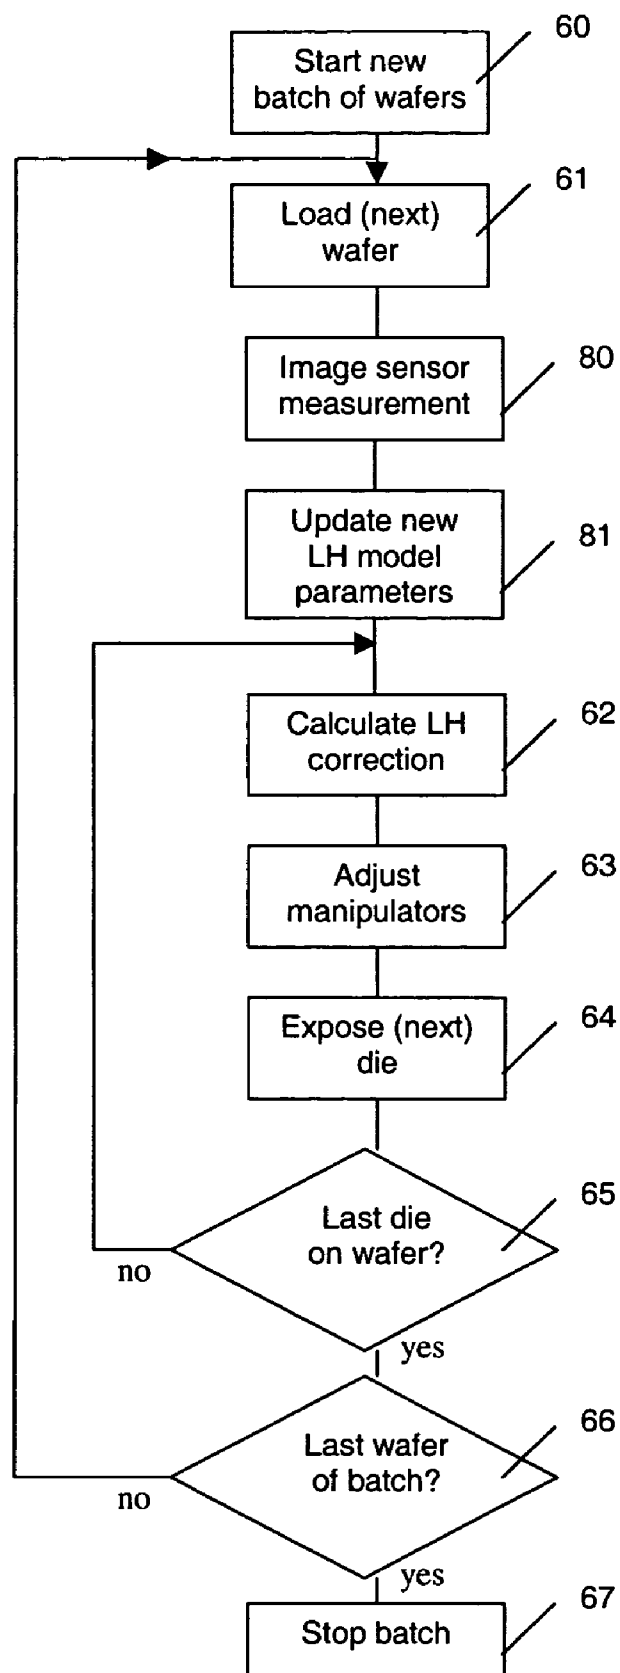 60
Start new
batch of wafers
61
Load (next)
wafer
80
Image sensor
measurement
81
Update new
LH model
parameters
62
Calculate LH
correction
63
Adjust
manipulators
64
Expose (next)
die
65
Last die
on wafer?
no
yes
66
Last wafer
of batch?
no
yes
67
Stop batch